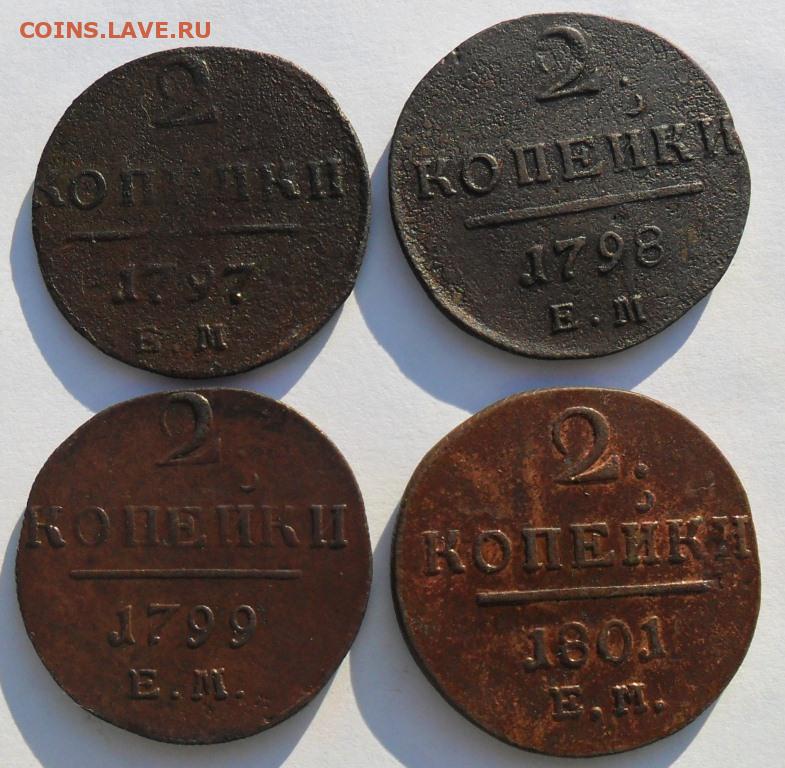 COINS.LAVE.RU
2
КОПЕЙКИ
1797
Е.М
2.
КОПЕЙКИ
1798
Е.М
2
КОПЕЙКИ
1799
Е.М.
2.
КОПЕЙКИ
1801
Е.М.